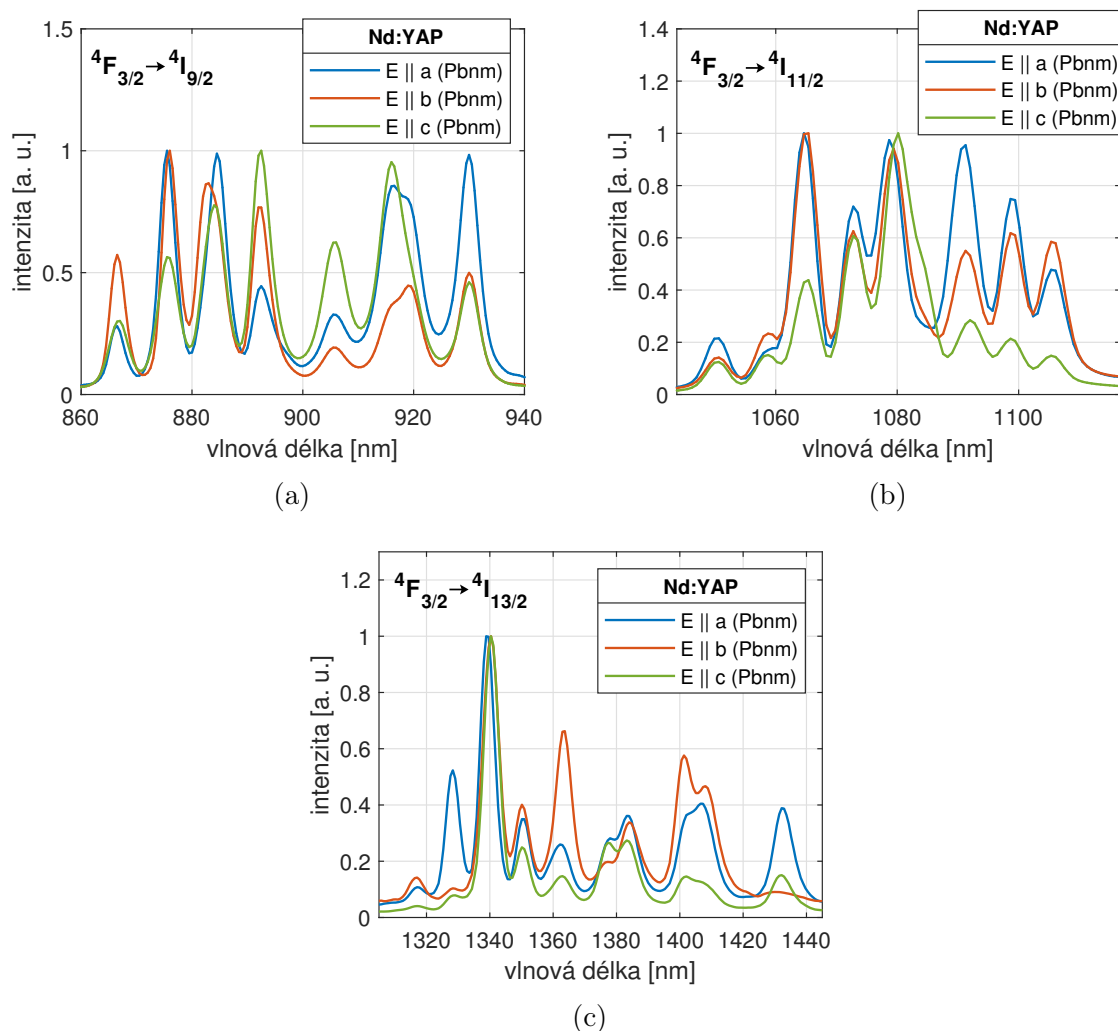 1.5
1
0.5
0
intenzita [a. u.]
860 880 900 920 940
vlnová délka [nm]
⁴F₃/₂→⁴I₉/₂
Nd:YAP
E || a (Pbnm)
E || b (Pbnm)
E || c (Pbnm)
(a)
1.4
1.2
1
0.8
0.6
0.4
0.2
0
intenzita [a. u.]
1060 1080 1100
vlnová délka [nm]
⁴F₃/₂→⁴I₁₁/₂
Nd:YAP
E || a (Pbnm)
E || b (Pbnm)
E || c (Pbnm)
(b)
1.2
1
0.8
0.6
0.4
0.2
0
intenzita [a. u.]
1320 1340 1360 1380 1400 1420 1440
vlnová délka [nm]
⁴F₃/₂→⁴I₁₃/₂
Nd:YAP
E || a (Pbnm)
E || b (Pbnm)
E || c (Pbnm)
(c)